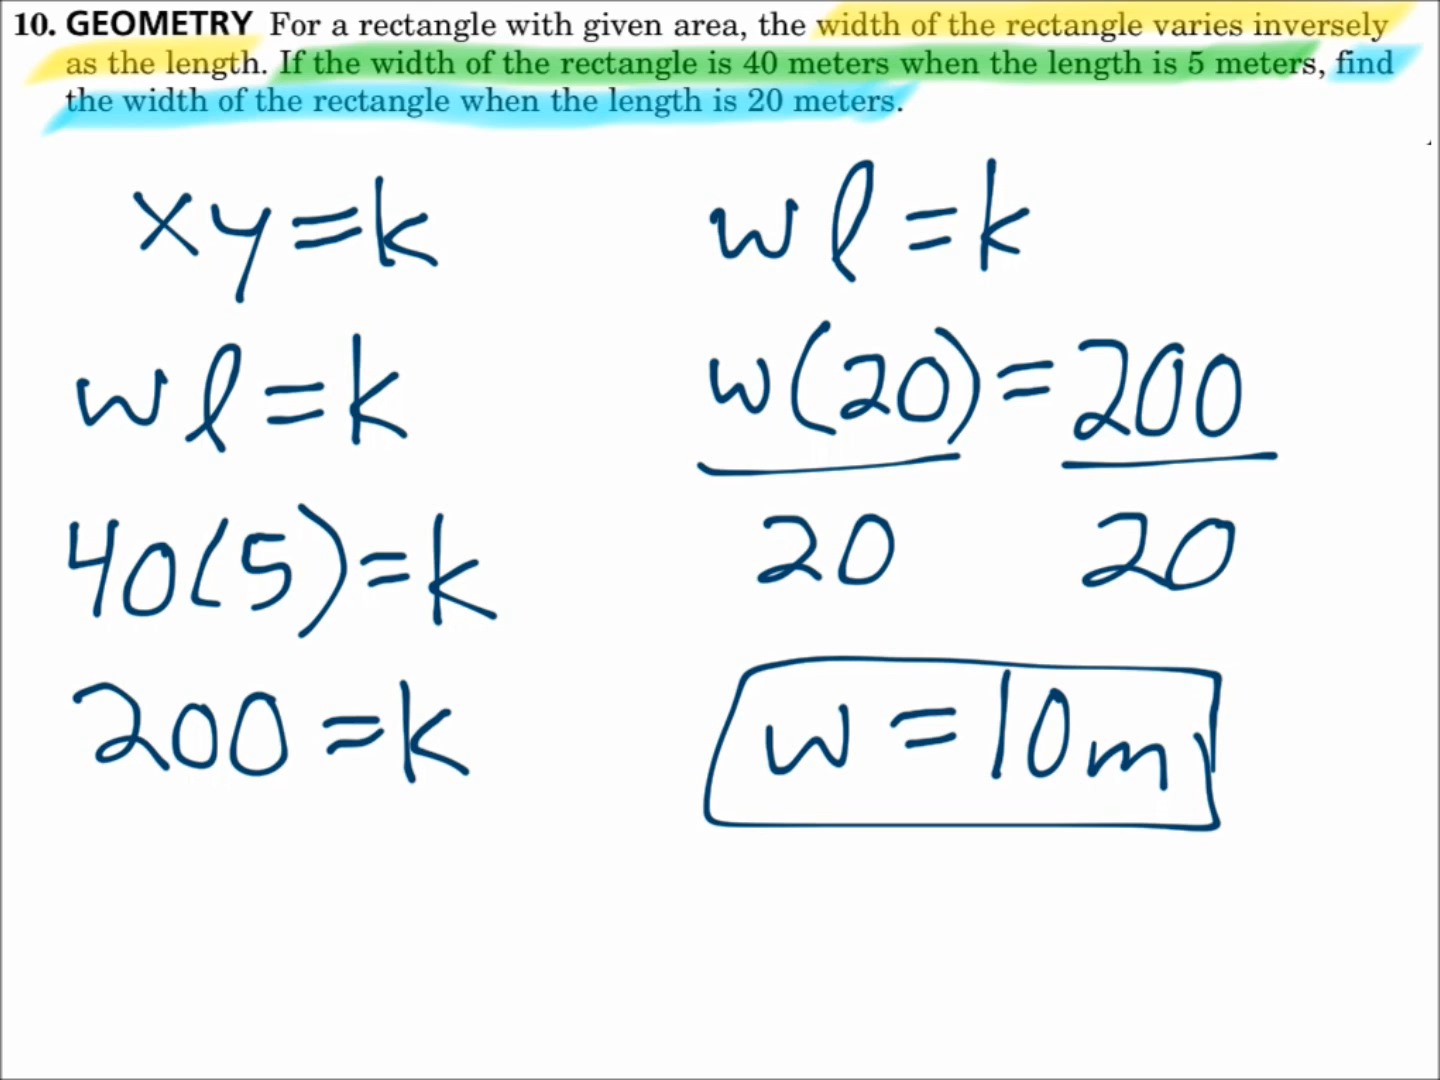 10. GEOMETRY For a rectangle with given area, the width of the rectangle varies inversely
as the length. If the width of the rectangle is 40 meters when the length is 5 meters, find
the width of the rectangle when the length is 20 meters.
xy = k
wl = k
40(5) = k
200 = k
wl = k
w(20) = 200
20 20
w = 10m